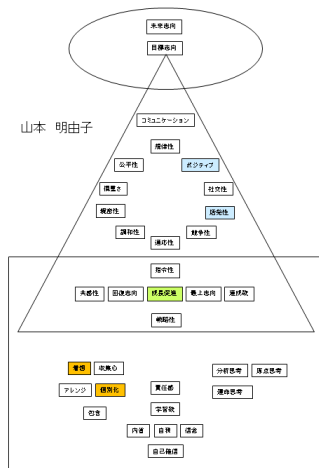 未来志向
目標志向
山本 明由子
コミュニケーション
規律性
公平性 ポジティブ
慎重さ 社交性
親密性 活発性
調和性 競争性
適応性
指令性
共感性 回復志向 成長促進 最上志向 達成欲
戦略性
着想 収集心 分析思考 原点思考
アレンジ 個別化 責任感 運命思考
包含 学習欲
内省 自我 信念
自己確信